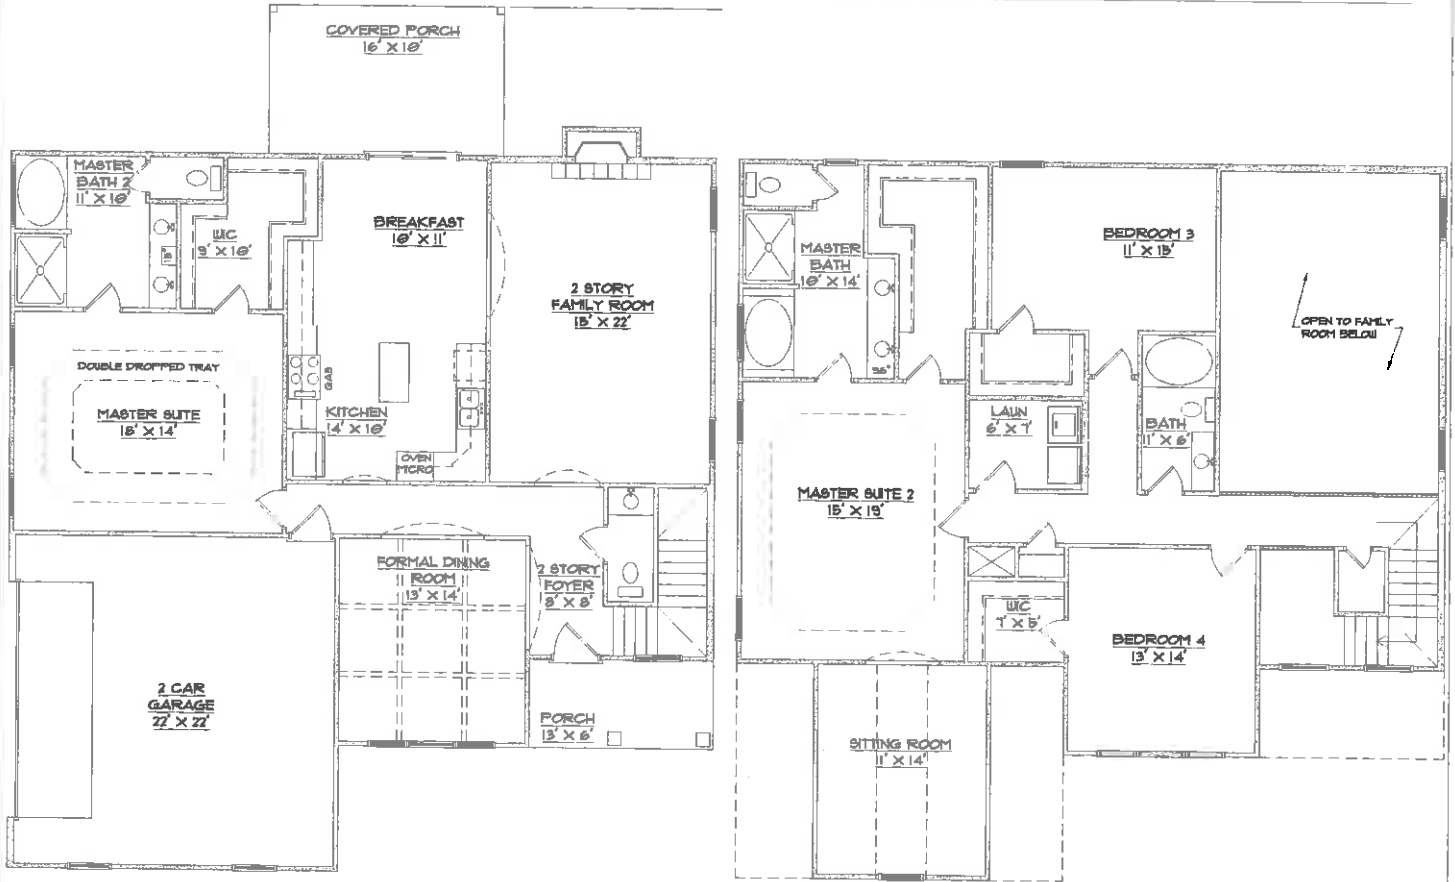 COVERED PORCH
16' X 10'
MASTER
BATH 2
11' X 10'
WIC
9' X 10'
18"
BREAKFAST
10' X 11'
2 STORY
FAMILY ROOM
15' X 22'
DOUBLE DROPPED TRAY
MASTER SUITE
18' X 14'
GAS
KITCHEN
14' X 10'
OVEN
MICRO
FORMAL DINING
ROOM
13' X 14'
2 STORY
FOYER
8' X 8'
2 CAR
GARAGE
22' X 22'
PORCH
13' X 6'
MASTER
BATH
10' X 14'
36"
BEDROOM 3
11' X 15'
OPEN TO FAMILY
ROOM BELOW
LAUN
6' X 7'
BATH
11' X 6'
MASTER SUITE 2
15' X 19'
WIC
7' X 5'
BEDROOM 4
13' X 14'
SITTING ROOM
11' X 14'